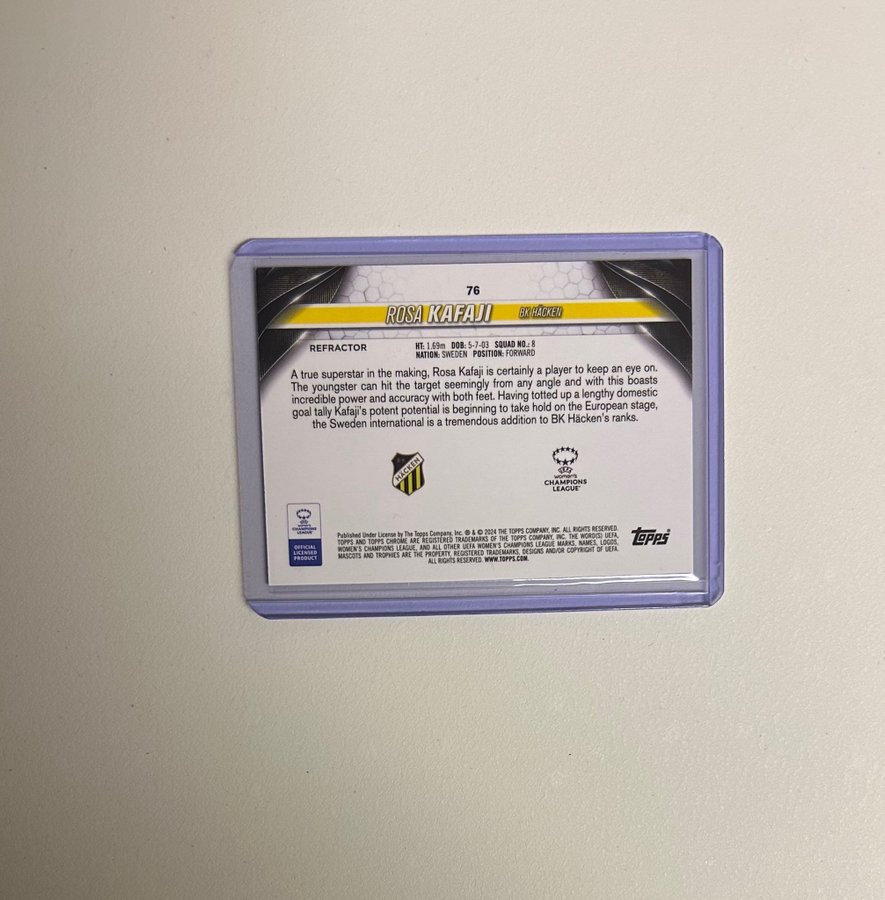 76
ROSA KAFAJI BK HÄCKEN
REFRACTOR
HT: 1.69m DOB: 5-7-03 SQUAD NO.: 8
NATION: SWEDEN POSITION: FORWARD
A true superstar in the making, Rosa Kafaji is certainly a player to keep an eye on.
The youngster can hit the target seemingly from any angle and with this boasts
incredible power and accuracy with both feet. Having totted up a lengthy domestic
goal tally Kafaji's potent potential is beginning to take hold on the European stage,
the Sweden international is a tremendous addition to BK Häcken's ranks.
HÄCKEN
UEFA
women's
CHAMPIONS
LEAGUE
women's
CHAMPIONS
LEAGUE
OFFICIAL
LICENSED
PRODUCT
Published Under License by The Topps Company, Inc. ® & © 2024 THE TOPPS COMPANY, INC. ALL RIGHTS RESERVED.
TOPPS AND TOPPS CHROME ARE REGISTERED TRADEMARKS OF THE TOPPS COMPANY, INC. THE WORD(S) UEFA,
WOMEN'S CHAMPIONS LEAGUE, AND ALL OTHER UEFA WOMEN'S CHAMPIONS LEAGUE MARKS, NAMES, LOGOS,
MASCOTS AND TROPHIES ARE THE PROPERTY, REGISTERED TRADEMARKS, DESIGNS AND/OR COPYRIGHT OF UEFA.
ALL RIGHTS RESERVED. WWW.TOPPS.COM.
topps